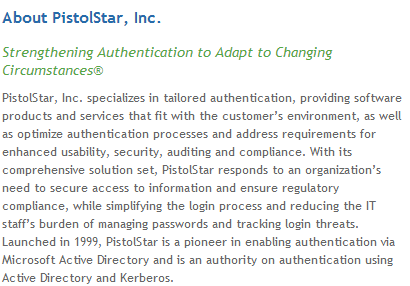 About PistolStar, Inc.
Strengthening Authentication to Adapt to Changing
Circumstances®
PistolStar, Inc. specializes in tailored authentication, providing software
products and services that fit with the customer's environment, as well
as optimize authentication processes and address requirements for
enhanced usability, security, auditing and compliance. With its
comprehensive solution set, PistolStar responds to an organization's
need to secure access to information and ensure regulatory
compliance, while simplifying the login process and reducing the IT
staff's burden of managing passwords and tracking login threats.
Launched in 1999, PistolStar is a pioneer in enabling authentication via
Microsoft Active Directory and is an authority on authentication using
Active Directory and Kerberos.